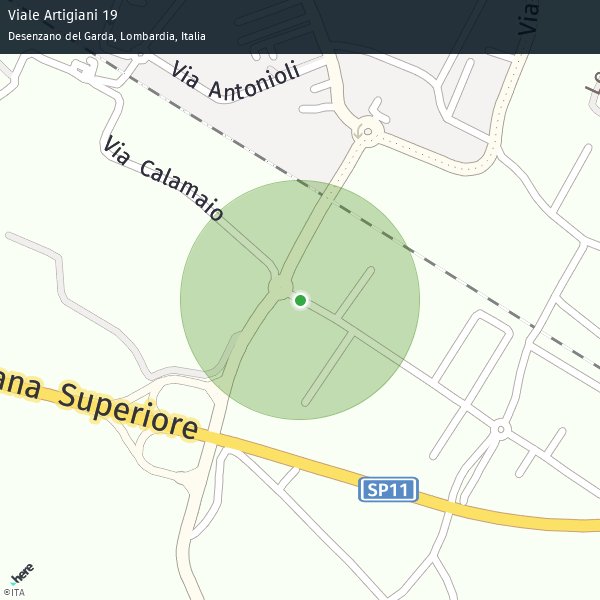 Viale Artigiani 19
Desenzano del Garda, Lombardia, Italia
Via
Via Antonioli
Via Calamaio
ana Superiore
SP11
here
©ITA